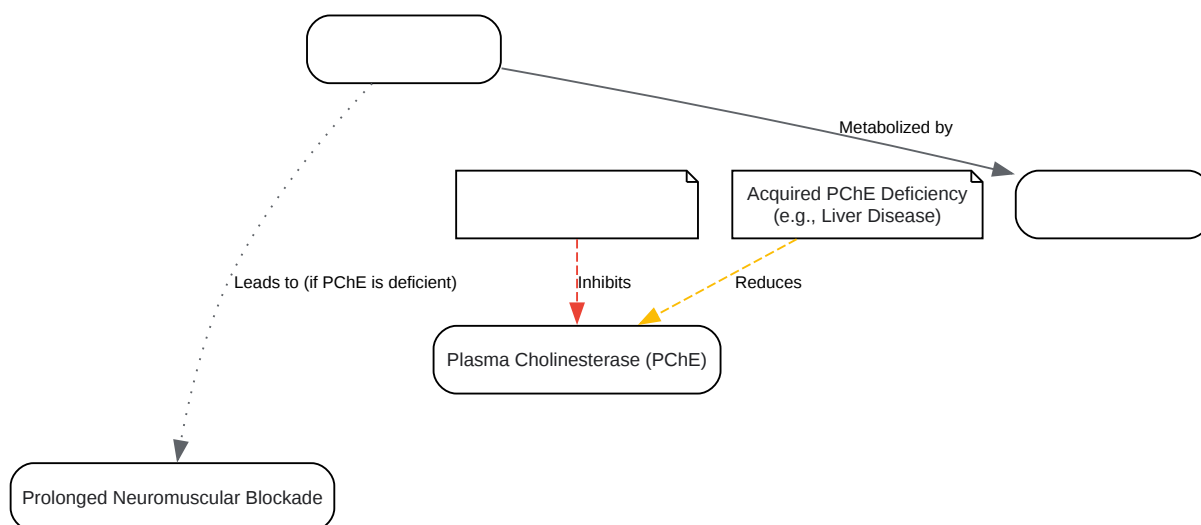 Metabolized by
Acquired PChE Deficiency
(e.g., Liver Disease)
Leads to (if PChE is deficient)
Inhibits
Reduces
Plasma Cholinesterase (PChE)
Prolonged Neuromuscular Blockade